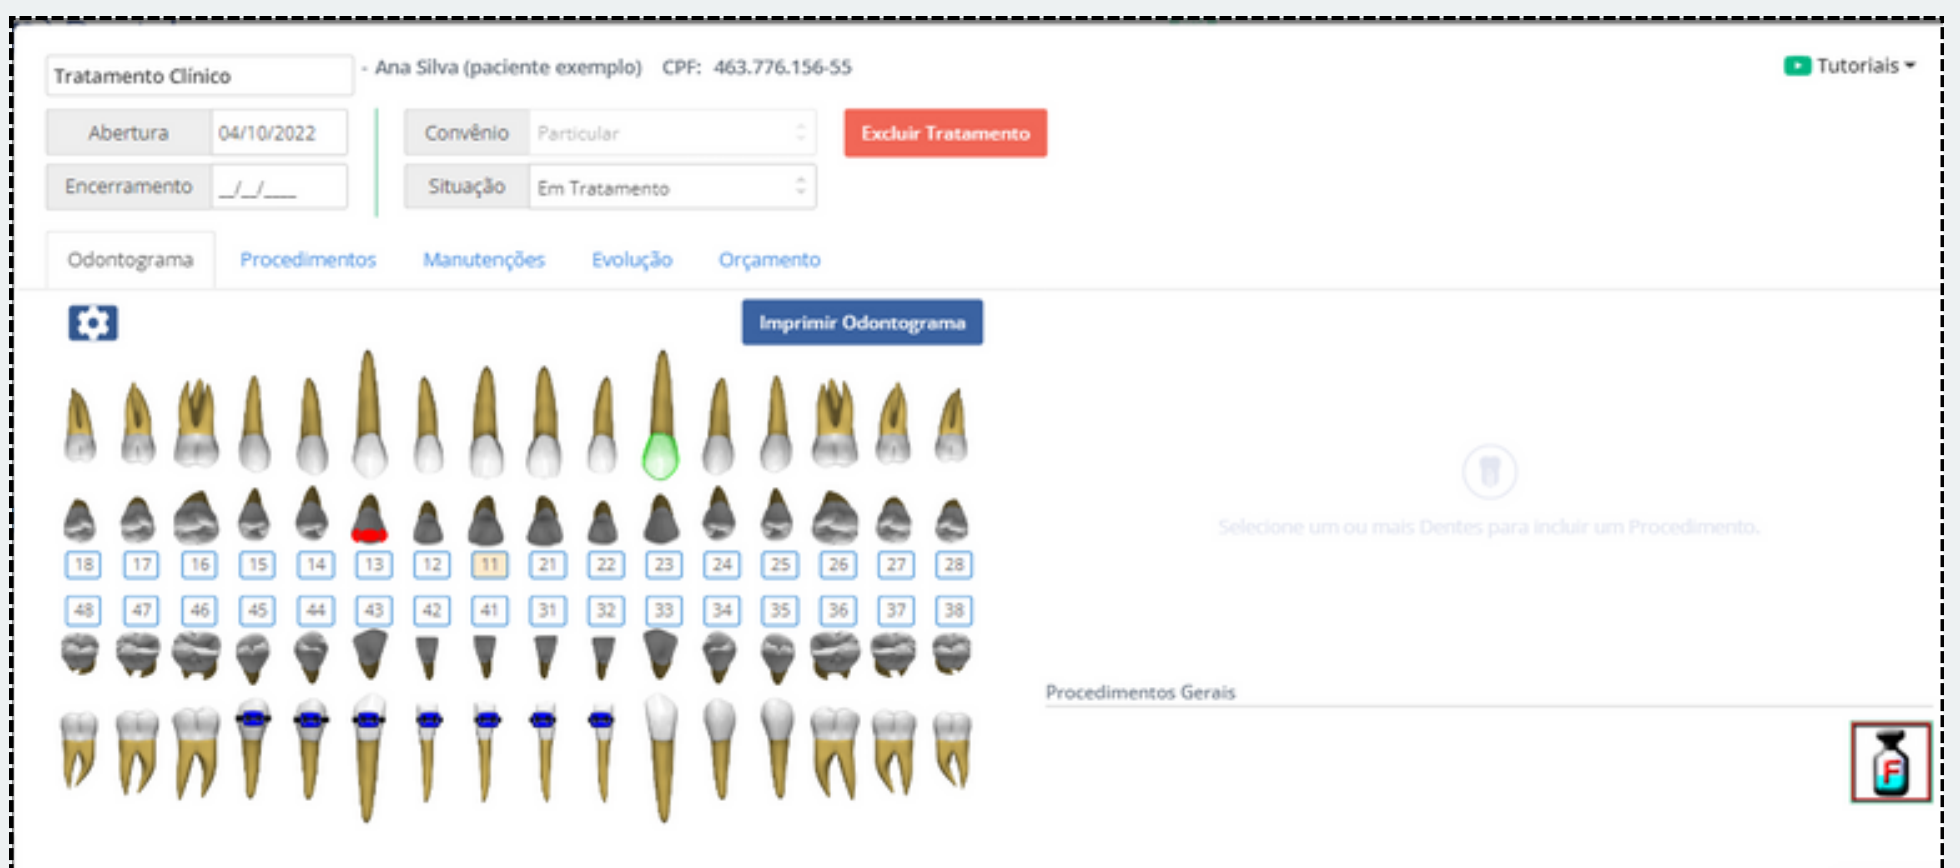 Tratamento Clínico - Ana Silva (paciente exemplo) CPF: 463.776.156-55 Tutoriais
Abertura 04/10/2022 Convênio Particular Excluir Tratamento
Encerramento __/__/____ Situação Em Tratamento
Odontograma Procedimentos Manutenções Evolução Orçamento
Imprimir Odontograma
Selecione um ou mais Dentes para incluir um Procedimento.
18 17 16 15 14 13 12 11 21 22 23 24 25 26 27 28
48 47 46 45 44 43 42 41 31 32 33 34 35 36 37 38
Procedimentos Gerais
F